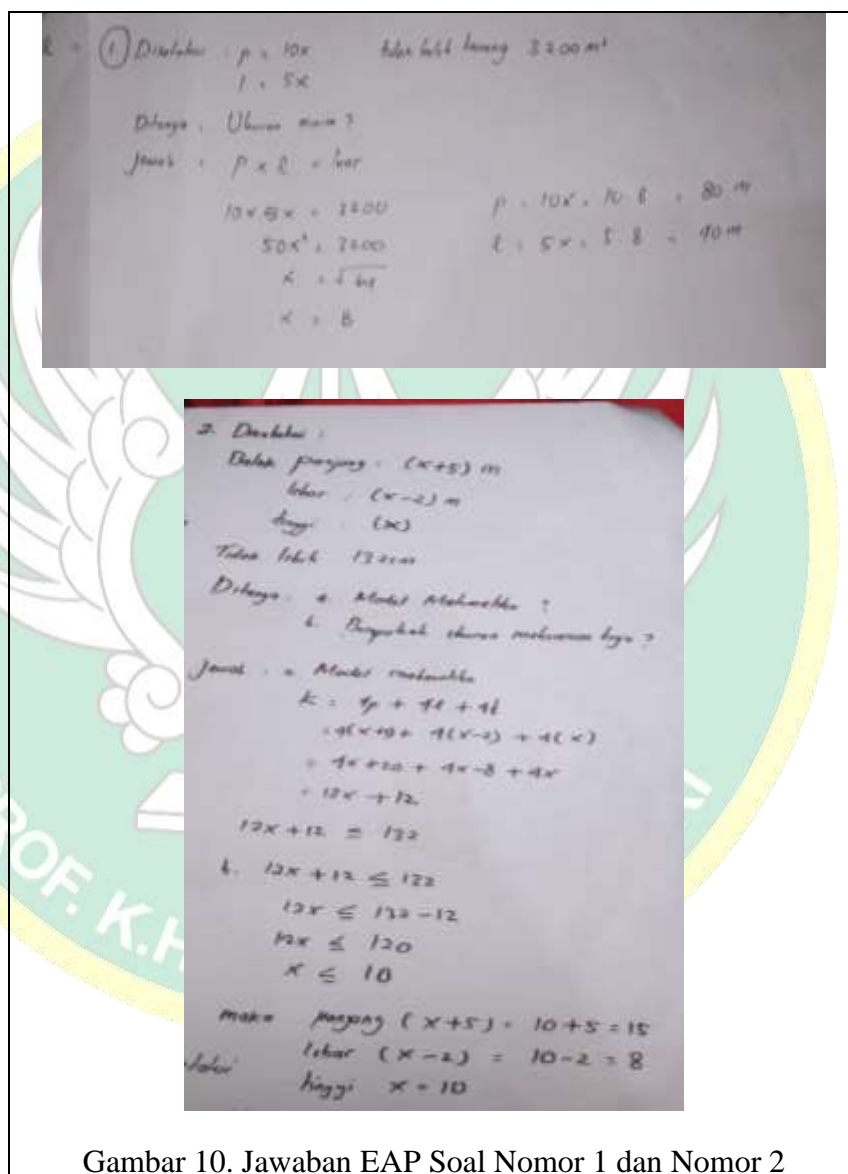 ① Diketahui : p = 10x tidak lebih kurang 3200 m²
l = 5x
Ditanya : Ukuran ?
Jawab : p x l = luar
10x 5x = 3200
50x² = 3200
x = √64
x = 8
p = 10x = 10 . 8 = 80 m
l = 5x = 5 . 8 = 40 m
2. Diketahui :
Balok panjang : (x+5) m
lebar : (x-2) m
tinggi : (x)
Tidak lebih 132 cm
Ditanya : a. Model Matematika ?
b. ukuran maksimum ?
Jawab : a. Model matematika
K = 4p + 4l + 4t
= 4(x+5) + 4(x-2) + 4(x)
= 4x + 20 + 4x - 8 + 4x
= 12x + 12
12x + 12 = 132
b. 12x + 12 ≤ 132
12x ≤ 132 - 12
12x ≤ 120
x ≤ 10
maka panjang (x+5) = 10+5 = 15
lebar (x-2) = 10-2 = 8
tinggi x = 10
PROF. K.H
Gambar 10. Jawaban EAP Soal Nomor 1 dan Nomor 2